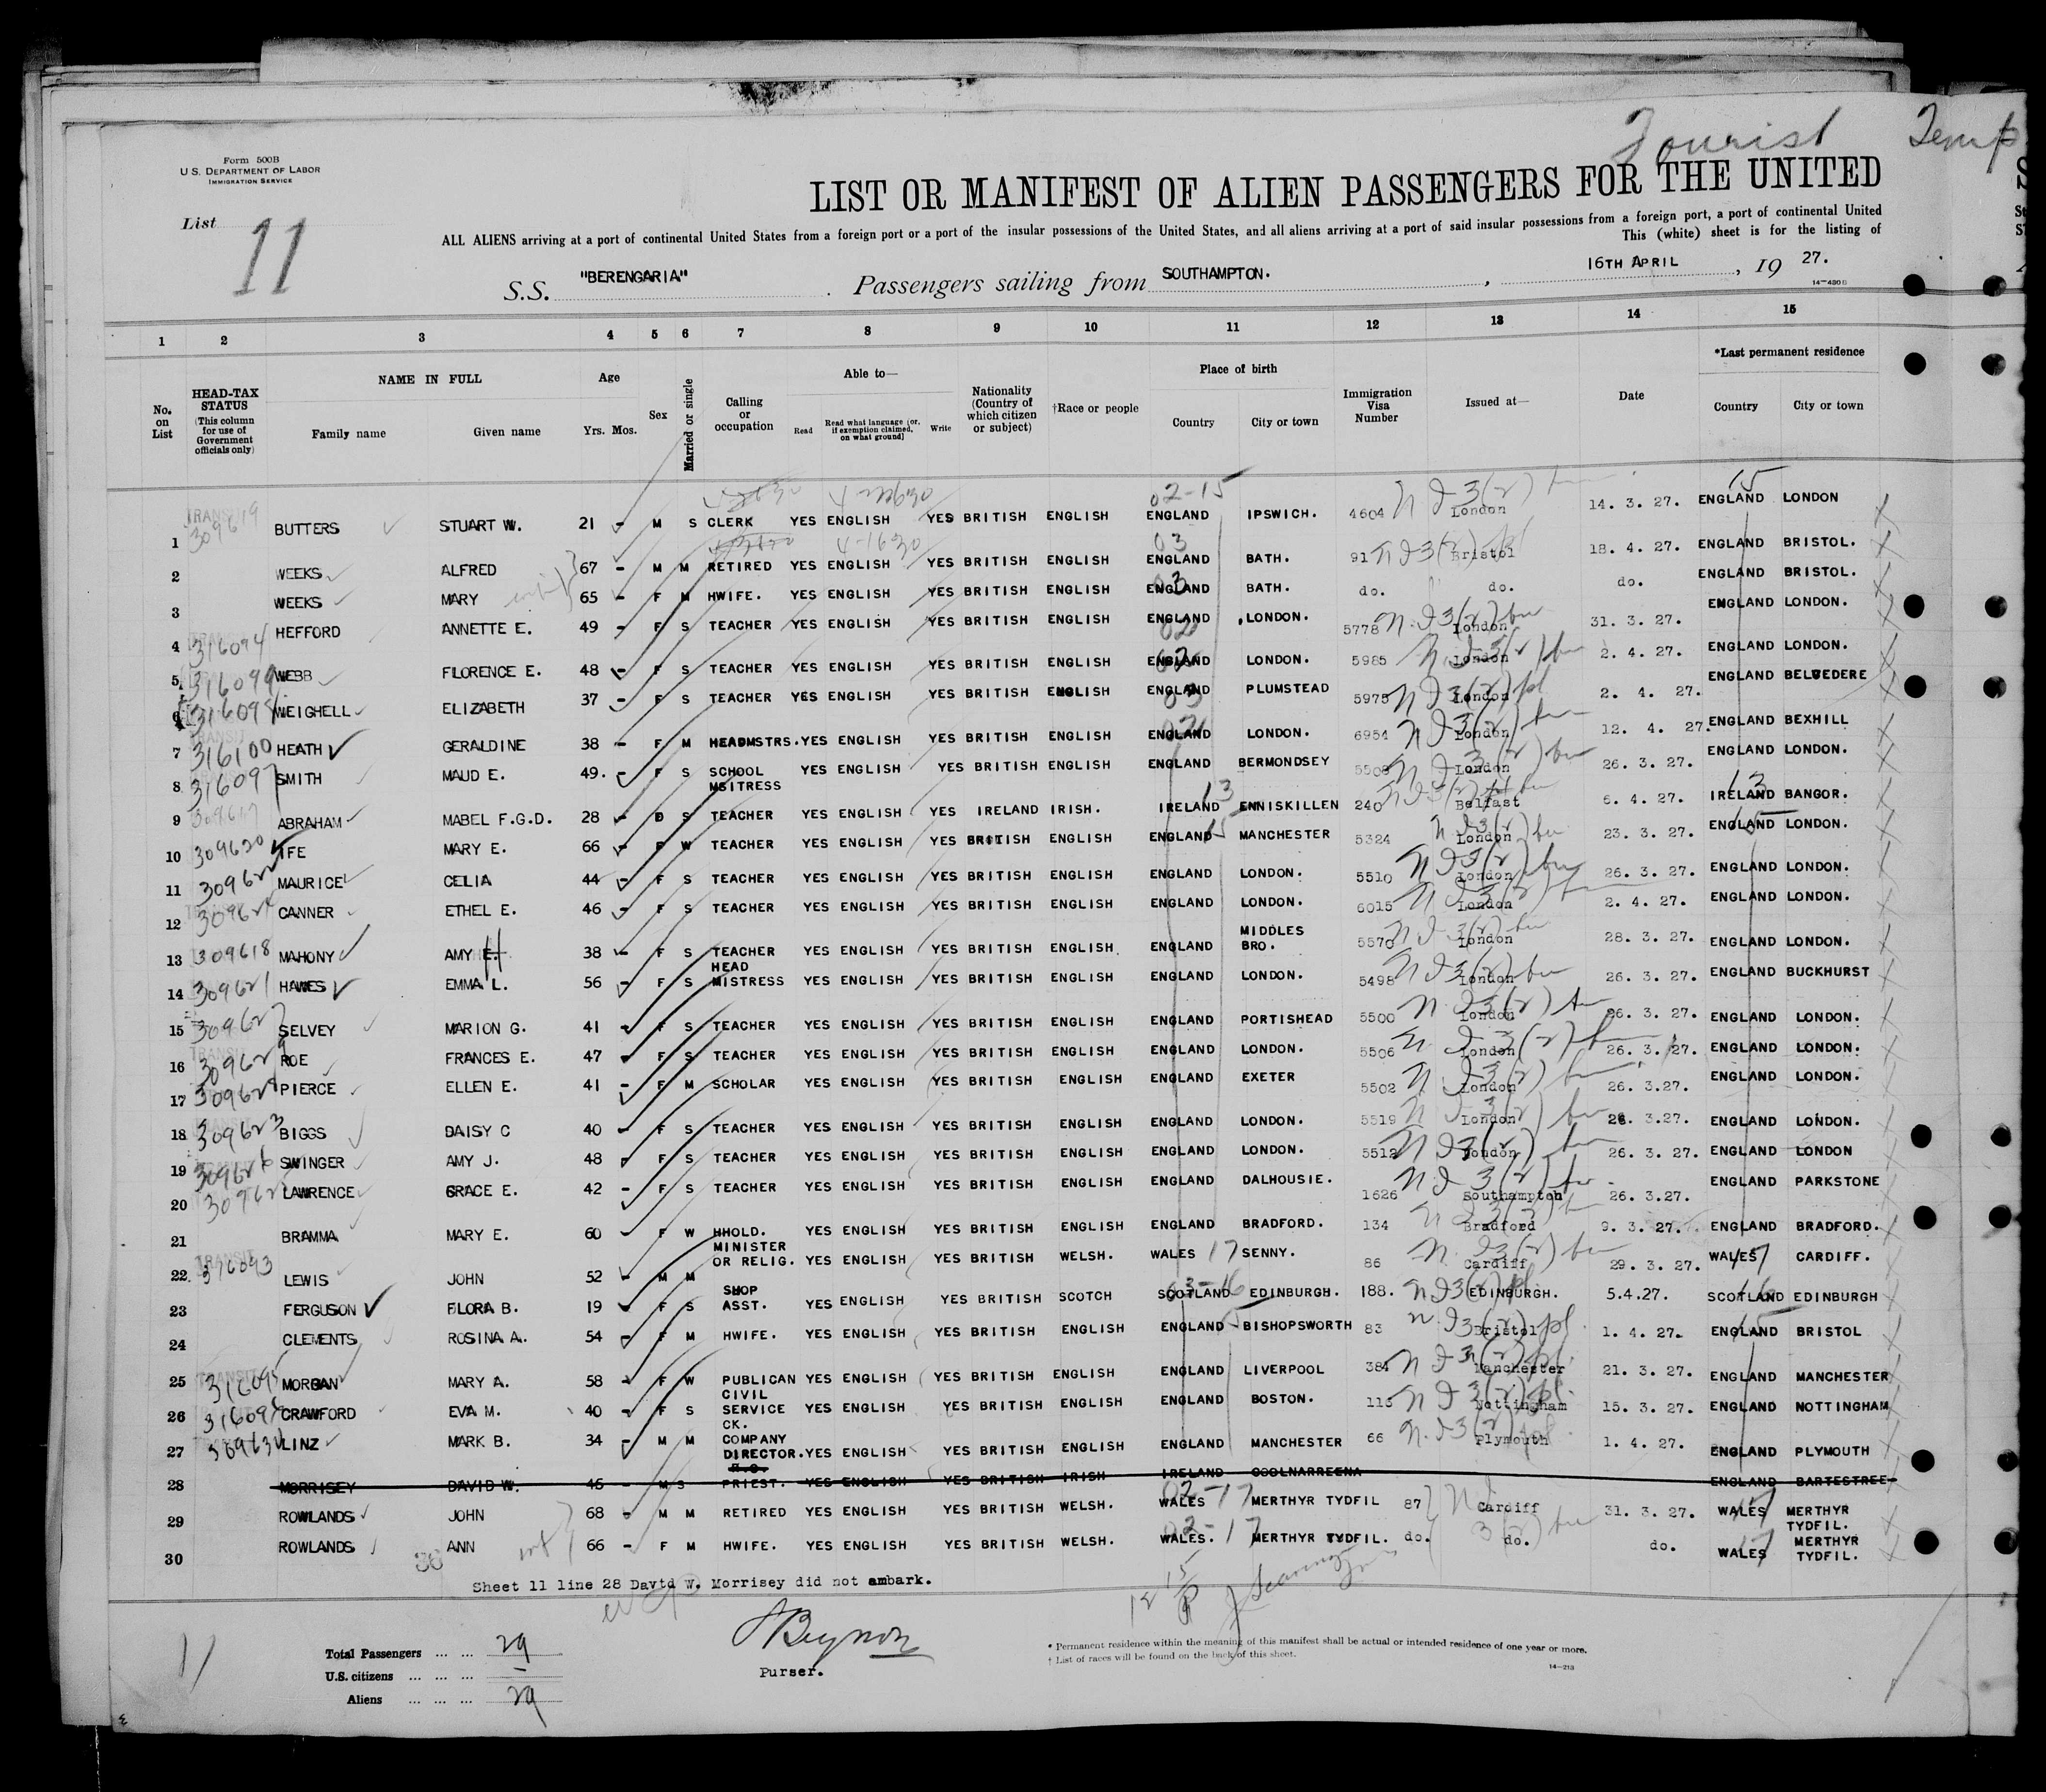 Tourist Temp
Form 500B
U.S. DEPARTMENT OF LABOR
IMMIGRATION SERVICE
LIST OR MANIFEST OF ALIEN PASSENGERS FOR THE UNITED
List 11
ALL ALIENS arriving at a port of continental United States from a foreign port or a port of the insular possessions of the United States, and all aliens arriving at a port of said insular possessions from a foreign port, a port of continental United
This (white) sheet is for the listing of
S.S. "BERENGARIA" Passengers sailing from SOUTHAMPTON. , 16TH APRIL , 19 27.
14-430B
1 2 3 4 5 6 7 8 9 10 11 12 13 14 15
No. on List
HEAD-TAX STATUS (This column for use of Government officials only)
NAME IN FULL Family name Given name
Age Yrs. Mos.
Sex
Married or single
Calling or occupation
Able to— Read Read what language [or, if exemption claimed, on what ground] Write
Nationality (Country of which citizen or subject)
†Race or people
Place of birth Country City or town
Immigration Visa Number
Issued at—
Date
*Last permanent residence Country City or town
02-15 15
1 309619 BUTTERS STUART W. 21 - M S CLERK YES ENGLISH YES BRITISH ENGLISH ENGLAND IPSWICH. 4604 London 14. 3. 27. ENGLAND LONDON
2 WEEKS ALFRED 67 - M M RETIRED YES ENGLISH YES BRITISH ENGLISH ENGLAND BATH. 91 Bristol 18. 4. 27. ENGLAND BRISTOL.
3 WEEKS MARY 65 - F M HWIFE. YES ENGLISH YES BRITISH ENGLISH ENGLAND BATH. do. do. do. ENGLAND BRISTOL.
4 316094 HEFFORD ANNETTE E. 49 - F S TEACHER YES ENGLISH YES BRITISH ENGLISH ENGLAND LONDON. 5778 London 31. 3. 27. ENGLAND LONDON.
5 316099 WEBB FLORENCE E. 48 - F S TEACHER YES ENGLISH YES BRITISH ENGLISH ENGLAND LONDON. 5985 London 2. 4. 27. ENGLAND LONDON.
6 316098 WEIGHELL ELIZABETH 37 - F S TEACHER YES ENGLISH YES BRITISH ENGLISH ENGLAND PLUMSTEAD 5975 London 2. 4. 27. ENGLAND BELVEDERE
7 316100 HEATH GERALDINE 38 - F M HEADMSTRS. YES ENGLISH YES BRITISH ENGLISH ENGLAND LONDON. 6954 London 12. 4. 27. ENGLAND BEXHILL
8 316097 SMITH MAUD E. 49. - F S SCHOOL MSITRESS YES ENGLISH YES BRITISH ENGLISH ENGLAND BERMONDSEY London 26. 3. 27. ENGLAND LONDON.
9 ABRAHAM MABEL F.G.D. 28 - S TEACHER YES ENGLISH YES IRELAND IRISH. IRELAND ENNISKILLEN 240 Belfast 6. 4. 27. IRELAND BANGOR.
10 309620 IFE MARY E. 66 - F W TEACHER YES ENGLISH YES BRITISH ENGLISH ENGLAND MANCHESTER 5324 London 23. 3. 27. ENGLAND LONDON.
11 309622 MAURICE CELIA 44 - F S TEACHER YES ENGLISH YES BRITISH ENGLISH ENGLAND LONDON. 5510 London 26. 3. 27. ENGLAND LONDON.
12 309624 CANNER ETHEL E. 46 - F S TEACHER YES ENGLISH YES BRITISH ENGLISH ENGLAND LONDON. 6015 London 2. 4. 27. ENGLAND LONDON.
13 309618 MAHONY AMY H 38 - F S TEACHER YES ENGLISH YES BRITISH ENGLISH. ENGLAND MIDDLES BRO. 5570 London 28. 3. 27. ENGLAND LONDON.
14 309621 HAWES EMMA L. 56 - F S HEAD MISTRESS YES ENGLISH YES BRITISH ENGLISH ENGLAND LONDON. 5498 London 26. 3. 27. ENGLAND BUCKHURST
15 309627 SELVEY MARION G. 41 - F S TEACHER YES ENGLISH YES BRITISH ENGLISH ENGLAND PORTISHEAD 5500 London 26. 3. 27. ENGLAND LONDON.
16 309629 ROE FRANCES E. 47 - F S TEACHER YES ENGLISH YES BRITISH ENGLISH ENGLAND LONDON. 5506 London 26. 3. 27. ENGLAND LONDON.
17 309628 PIERCE ELLEN E. 41 - F M SCHOLAR YES ENGLISH YES BRITISH ENGLISH ENGLAND EXETER 5502 London 26. 3.27. ENGLAND LONDON.
18 309623 BIGGS DAISY C 40 - F S TEACHER YES ENGLISH YES BRITISH ENGLISH ENGLAND LONDON. 5519 London 26. 3.27. ENGLAND LONDON.
19 309626 SWINGER AMY J. 48 - F S TEACHER YES ENGLISH YES BRITISH ENGLISH ENGLAND LONDON. 5512 London 26. 3. 27. ENGLAND LONDON
20 LAWRENCE GRACE E. 42 - F S TEACHER YES ENGLISH YES BRITISH ENGLISH ENGLAND DALHOUSIE. 1626 Southampton 26. 3.27. ENGLAND PARKSTONE
21 BRAMMA MARY E. 60 - F W HHOLD. YES ENGLISH YES BRITISH ENGLISH ENGLAND BRADFORD. 134 Bradford 9. 3. 27. ENGLAND BRADFORD.
22 316093 LEWIS JOHN 52 - M M MINISTER OR RELIG. YES ENGLISH YES BRITISH WELSH. WALES 17 SENNY. 86 Cardiff 29. 3. 27. WALES 17 CARDIFF.
23 FERGUSON FLORA B. 19 - F S SHOP ASST. YES ENGLISH YES BRITISH SCOTCH SCOTLAND EDINBURGH. 188. EDINBURGH. 5.4.27. SCOTLAND EDINBURGH
24 CLEMENTS ROSINA A. 54 - F M HWIFE. YES ENGLISH YES BRITISH ENGLISH ENGLAND BISHOPSWORTH 83 Bristol 1. 4. 27. ENGLAND BRISTOL
25 316095 MORGAN MARY A. 58 - F W PUBLICAN YES ENGLISH YES BRITISH ENGLISH ENGLAND LIVERPOOL 384 Manchester 21. 3. 27. ENGLAND MANCHESTER
26 316096 CRAWFORD EVA M. 40 - F S CIVIL SERVICE CK. YES ENGLISH YES BRITISH ENGLISH ENGLAND BOSTON. 115 Nottingham 15. 3. 27. ENGLAND NOTTINGHAM
27 LINZ MARK B. 34 - M M COMPANY DIRECTOR. YES ENGLISH YES BRITISH ENGLISH ENGLAND MANCHESTER 66 Plymouth 1. 4. 27. ENGLAND PLYMOUTH
28 MORRISEY DAVID W. 46 - M S R.C. PRIEST. YES ENGLISH YES BRITISH IRISH IRELAND COOLNARREENA ENGLAND BARTESTREE
29 ROWLANDS JOHN 68 - M M RETIRED YES ENGLISH YES BRITISH WELSH. WALES MERTHYR TYDFIL 87 Cardiff 31. 3. 27. WALES MERTHYR TYDFIL.
30 ROWLANDS ANN 66 - F M HWIFE. YES ENGLISH YES BRITISH WELSH. WALES. MERTHYR TYDFIL. do. do. do. WALES MERTHYR TYDFIL.
Sheet 11 line 28 Davtd W. Morrisey did not embark.
11
Total Passengers ... ... 29
U.S. citizens ... ... ... -
Aliens ... ... ... 29
Beynon
Purser.
* Permanent residence within the meaning of this manifest shall be actual or intended residence of one year or more.
† List of races will be found on the back of this sheet.
14-213